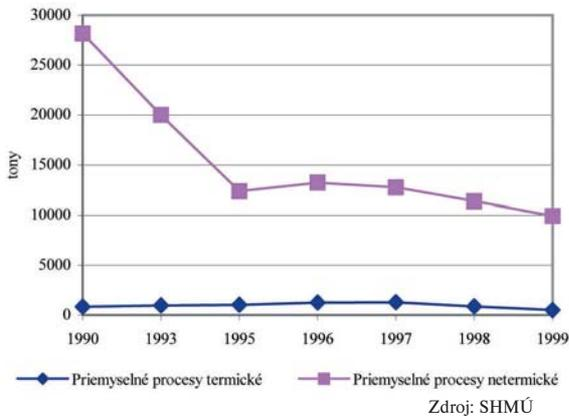 30000
25000
20000
15000
10000
5000
0
tony
1990 1993 1995 1996 1997 1998 1999
Priemyselné procesy termické Priemyselné procesy netermické
Zdroj: SHMÚ